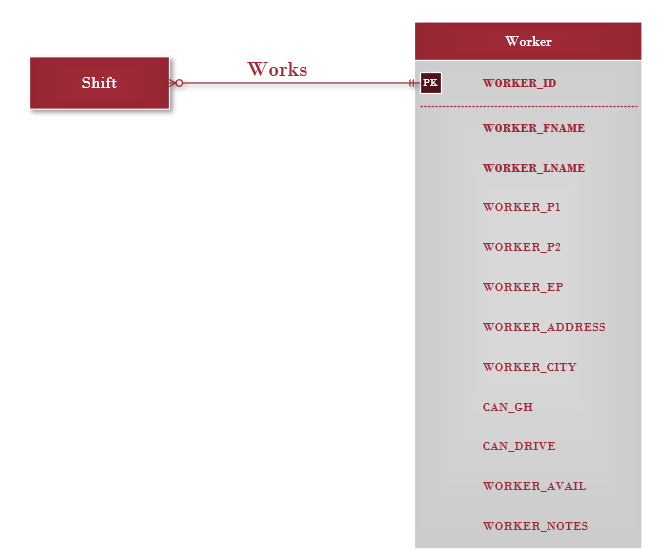 Shift
Works
Worker
PK
WORKER_ID
WORKER_FNAME
WORKER_LNAME
WORKER_P1
WORKER_P2
WORKER_EP
WORKER_ADDRESS
WORKER_CITY
CAN_GH
CAN_DRIVE
WORKER_AVAIL
WORKER_NOTES